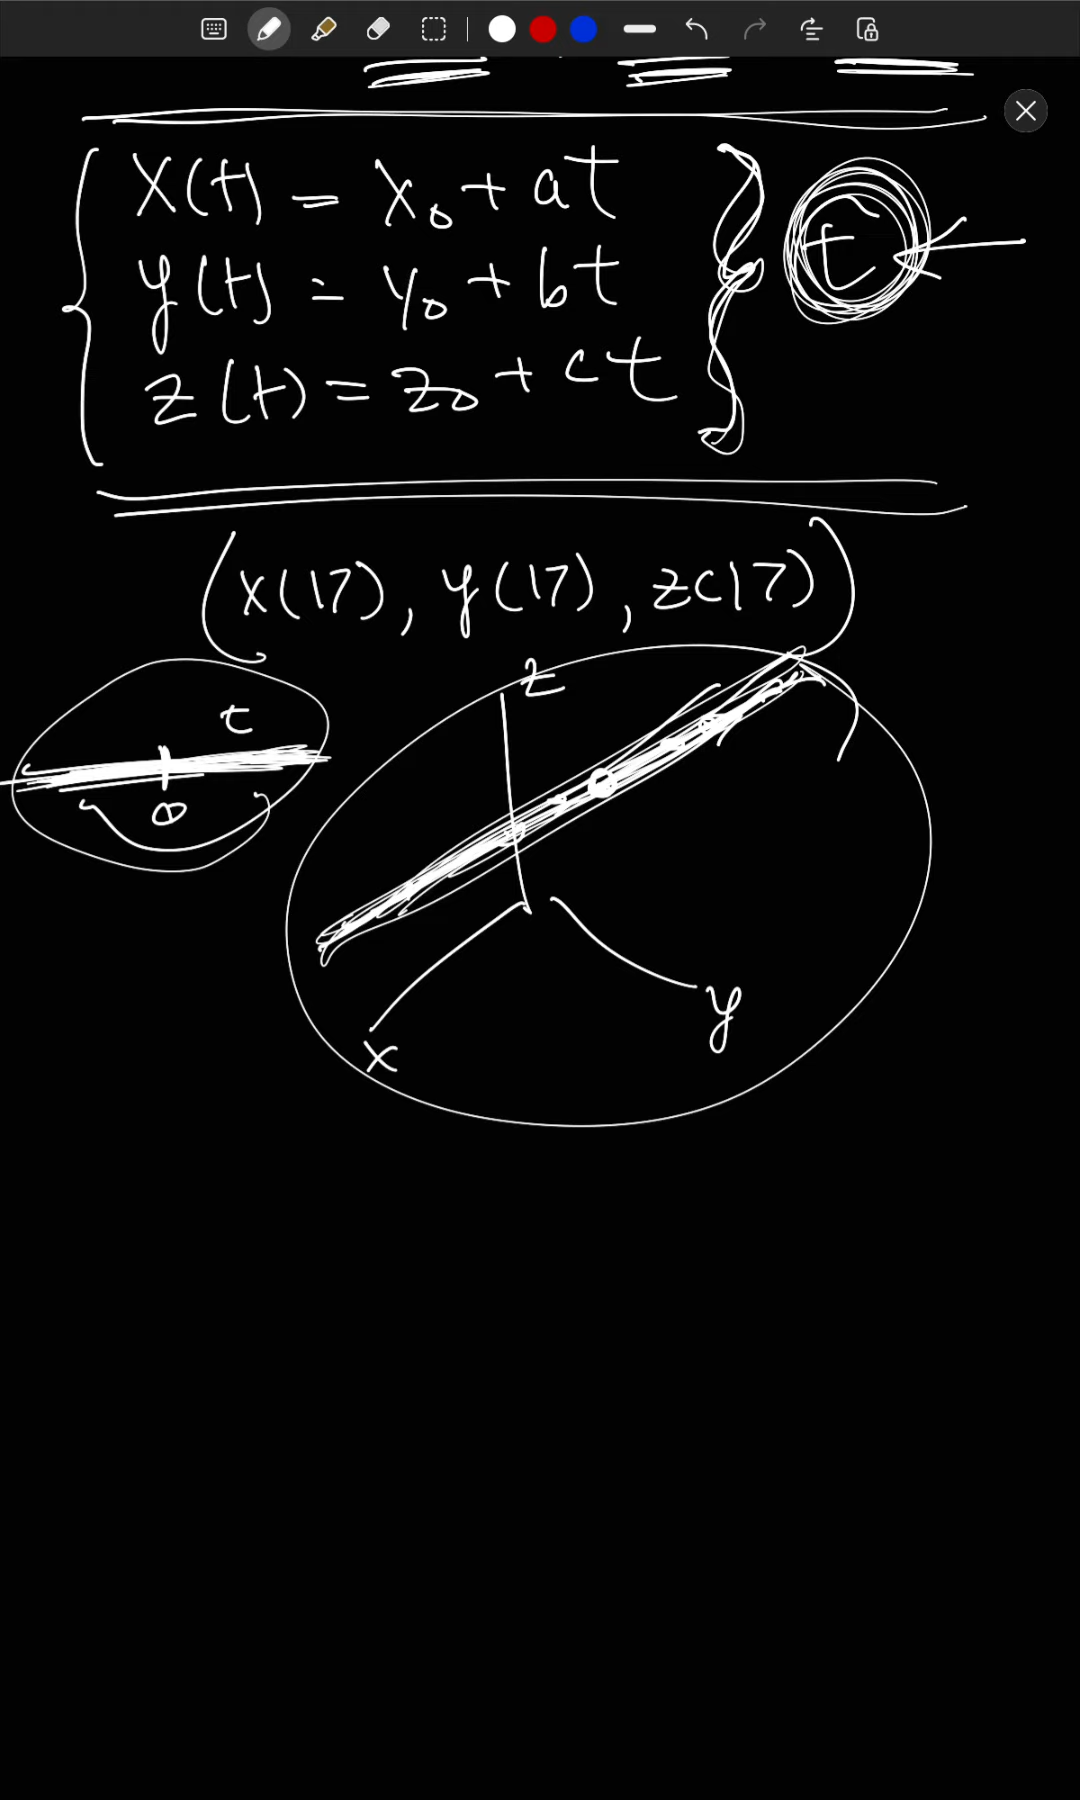 x(t) = x₀ + at
y(t) = y₀ + bt
z(t) = z₀ + ct
t
(x(17), y(17), z(17))
z
t
0
y
x